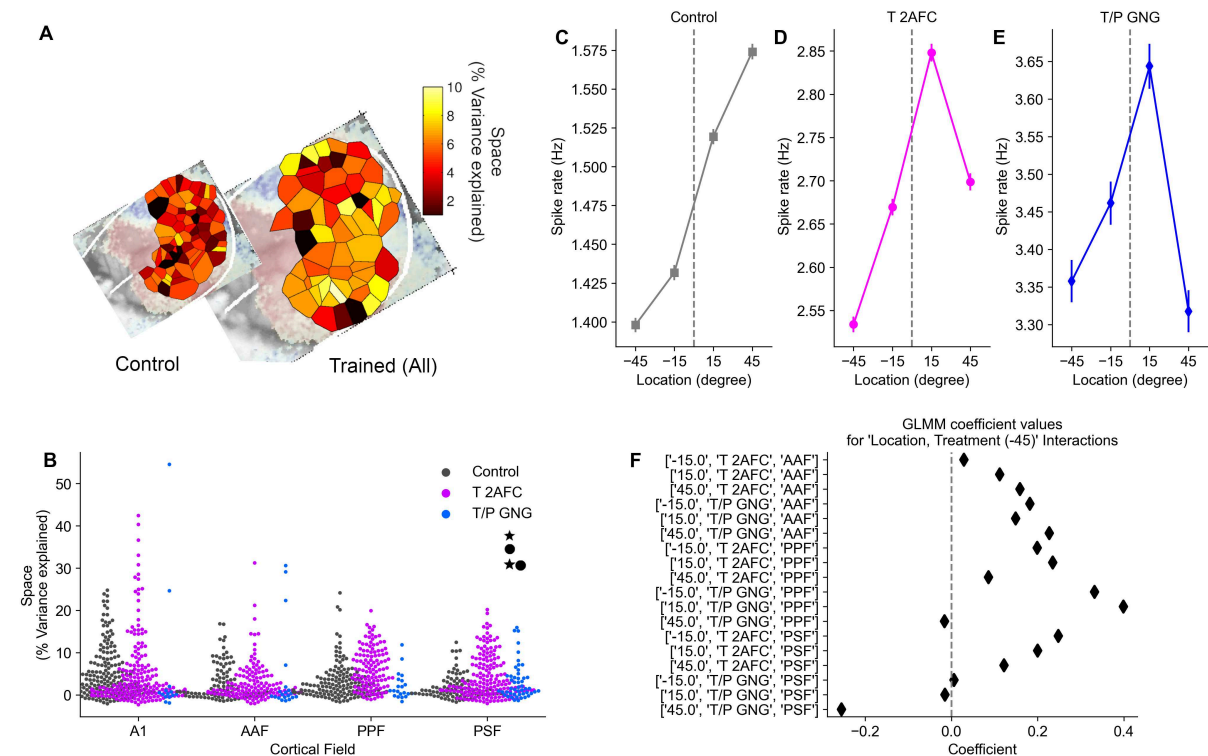 A
10
8
6
4
2
Space
(% Variance explained)
Control
Trained (All)
C
Control
1.575
1.550
1.525
1.500
1.475
1.450
1.425
1.400
Spike rate (Hz)
−45 −15 15 45
Location (degree)
D
T 2AFC
2.85
2.80
2.75
2.70
2.65
2.60
2.55
Spike rate (Hz)
−45 −15 15 45
Location (degree)
E
T/P GNG
3.65
3.60
3.55
3.50
3.45
3.40
3.35
3.30
Spike rate (Hz)
−45 −15 15 45
Location (degree)
B
Control
T 2AFC
T/P GNG
50
40
30
20
10
0
Space
(% Variance explained)
A1 AAF PPF PSF
Cortical Field
F
GLMM coefficient values
for 'Location, Treatment (-45)' Interactions
['-15.0', 'T 2AFC', 'AAF']
['15.0', 'T 2AFC', 'AAF']
['45.0', 'T 2AFC', 'AAF']
['-15.0', 'T/P GNG', 'AAF']
['15.0', 'T/P GNG', 'AAF']
['45.0', 'T/P GNG', 'AAF']
['-15.0', 'T 2AFC', 'PPF']
['15.0', 'T 2AFC', 'PPF']
['45.0', 'T 2AFC', 'PPF']
['-15.0', 'T/P GNG', 'PPF']
['15.0', 'T/P GNG', 'PPF']
['45.0', 'T/P GNG', 'PPF']
['-15.0', 'T 2AFC', 'PSF']
['15.0', 'T 2AFC', 'PSF']
['45.0', 'T 2AFC', 'PSF']
['-15.0', 'T/P GNG', 'PSF']
['15.0', 'T/P GNG', 'PSF']
['45.0', 'T/P GNG', 'PSF']
−0.2 0.0 0.2 0.4
Coefficient